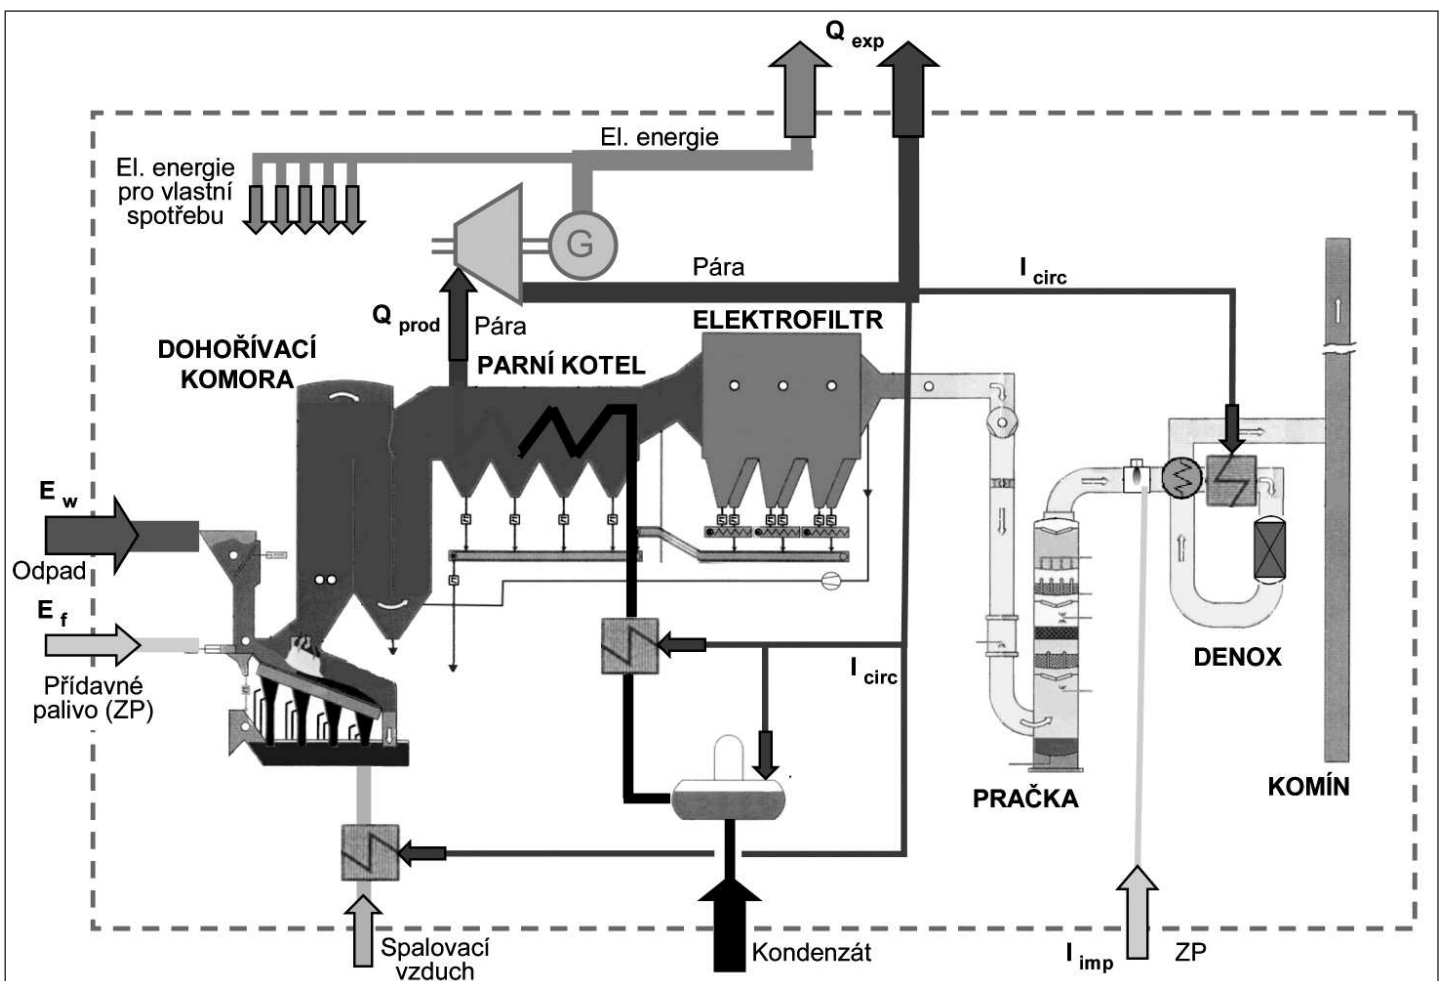 Q exp
El. energie
El. energie
pro vlastní
spotřebu
G
Pára
I circ
Q prod
Pára
ELEKTROFILTR
DOHOŘÍVACÍ
KOMORA
PARNÍ KOTEL
E w
Odpad
E f
Přídavné
palivo (ZP)
I circ
DENOX
PRAČKA
KOMÍN
Spalovací
vzduch
Kondenzát
I imp
ZP